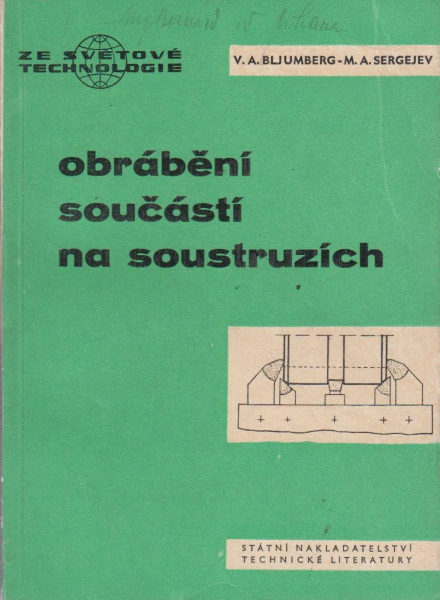 ZE SVĚTOVÉ
TECHNOLOGIE
V. A. BLJUMBERG - M. A. SERGEJEV
obrábění
součástí
na soustruzích
STÁTNÍ NAKLADATELSTVÍ
TECHNICKÉ LITERATURY